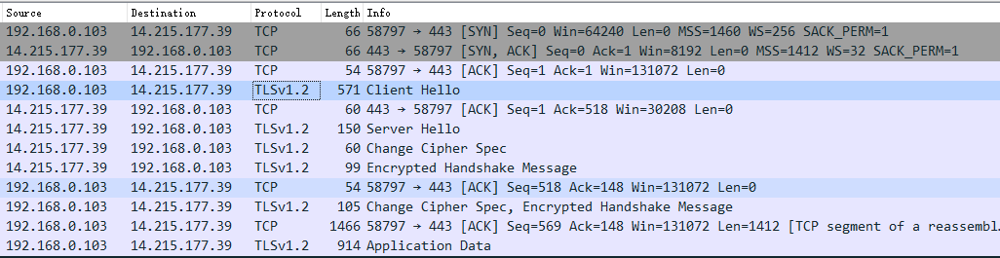 Source Destination Protocol Length Info
192.168.0.103 14.215.177.39 TCP 66 58797 → 443 [SYN] Seq=0 Win=64240 Len=0 MSS=1460 WS=256 SACK_PERM=1
14.215.177.39 192.168.0.103 TCP 66 443 → 58797 [SYN, ACK] Seq=0 Ack=1 Win=8192 Len=0 MSS=1412 WS=32 SACK_PERM=1
192.168.0.103 14.215.177.39 TCP 54 58797 → 443 [ACK] Seq=1 Ack=1 Win=131072 Len=0
192.168.0.103 14.215.177.39 TLSv1.2 571 Client Hello
14.215.177.39 192.168.0.103 TCP 60 443 → 58797 [ACK] Seq=1 Ack=518 Win=30208 Len=0
14.215.177.39 192.168.0.103 TLSv1.2 150 Server Hello
14.215.177.39 192.168.0.103 TLSv1.2 60 Change Cipher Spec
14.215.177.39 192.168.0.103 TLSv1.2 99 Encrypted Handshake Message
192.168.0.103 14.215.177.39 TCP 54 58797 → 443 [ACK] Seq=518 Ack=148 Win=131072 Len=0
192.168.0.103 14.215.177.39 TLSv1.2 105 Change Cipher Spec, Encrypted Handshake Message
192.168.0.103 14.215.177.39 TCP 1466 58797 → 443 [ACK] Seq=569 Ack=148 Win=131072 Len=1412 [TCP segment of a reassembl…
192.168.0.103 14.215.177.39 TLSv1.2 914 Application Data